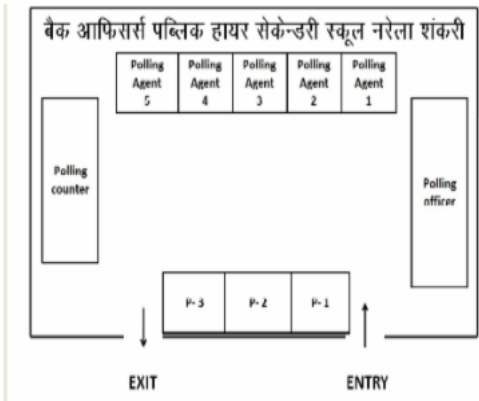 बैक आफिसर्स पब्लिक हायर सेकेन्डरी स्कूल नरेला शंकरी
Polling Agent 5
Polling Agent 4
Polling Agent 3
Polling Agent 2
Polling Agent 1
Polling counter
Polling officer
P-3
P-2
P-1
EXIT
ENTRY